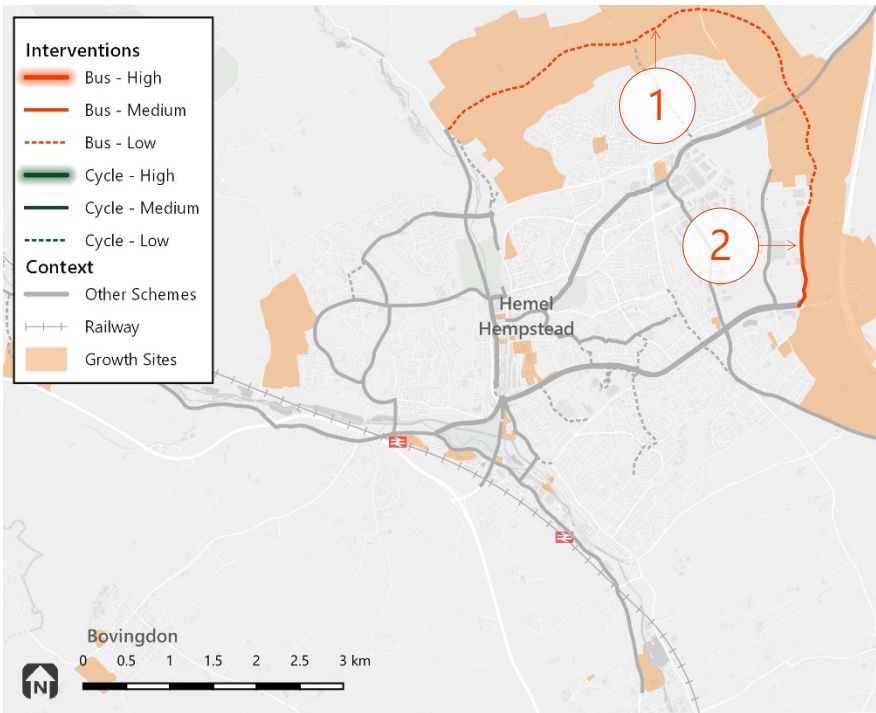 Interventions
Bus - High
Bus - Medium
Bus - Low
Cycle - High
Cycle - Medium
Cycle - Low
Context
Other Schemes
Railway
Growth Sites
1
2
Hemel
Hempstead
Bovingdon
0 0.5 1 1.5 2 2.5 3 km
N